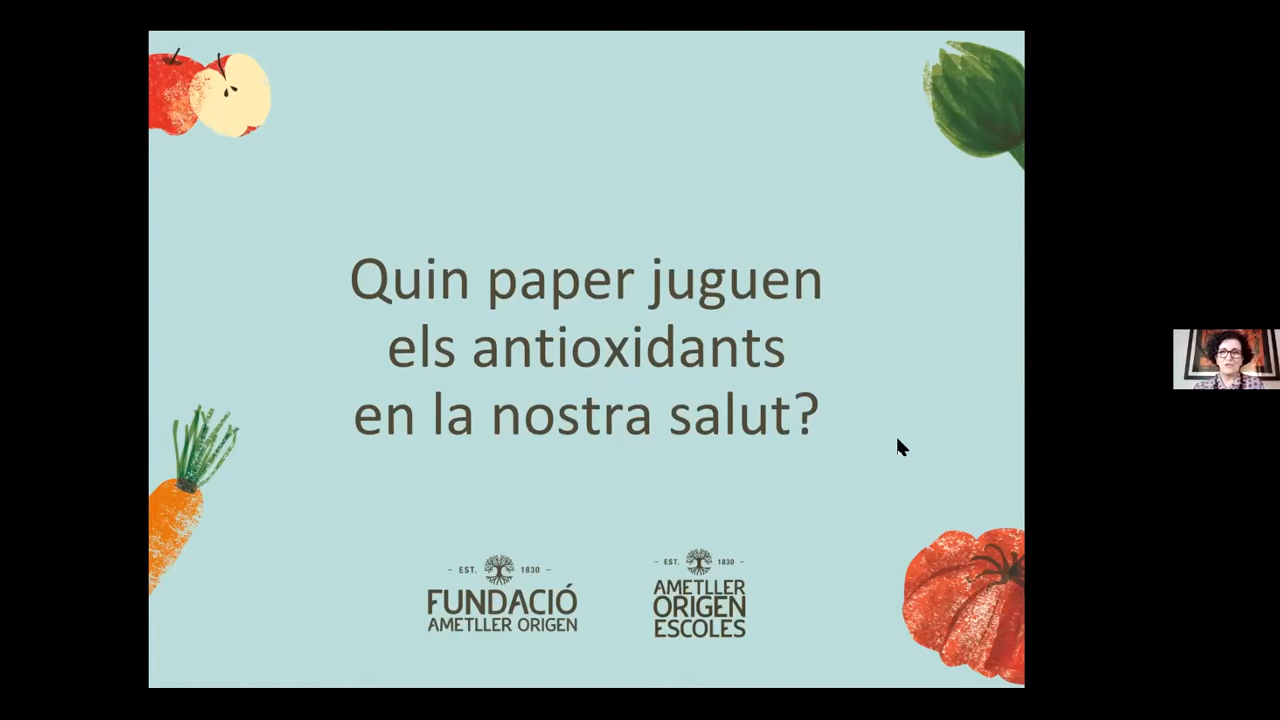 Quin paper juguen
els antioxidants
en la nostra salut?
EST. 1830
FUNDACIÓ
AMETLLER ORIGEN
EST. 1830
AMETLLER
ORIGEN
ESCOLES